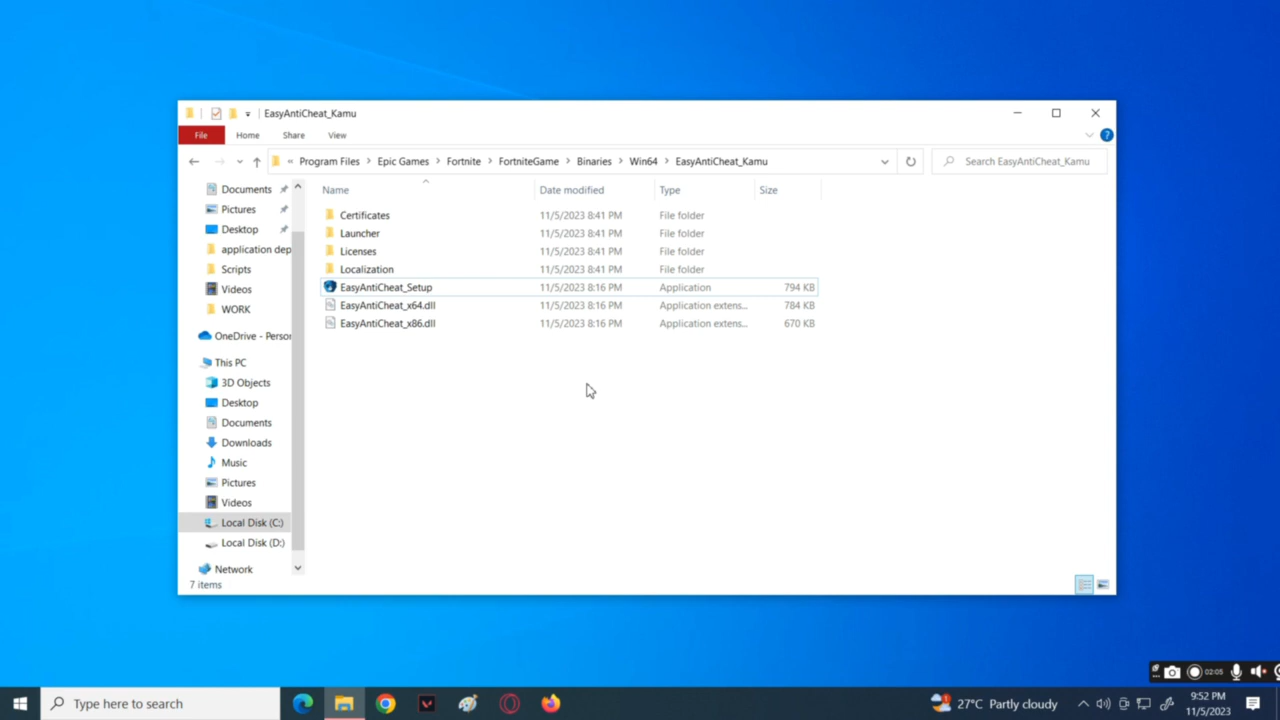 EasyAntiCheat_Kamu
File Home Share View
« Program Files Epic Games Fortnite FortniteGame Binaries Win64 EasyAntiCheat_Kamu Search EasyAntiCheat_Kamu
Name Date modified Type Size
Documents
Pictures
Desktop
application dep
Scripts
Videos
WORK
OneDrive - Person
This PC
3D Objects
Desktop
Documents
Downloads
Music
Pictures
Videos
Local Disk (C:)
Local Disk (D:)
Network
Certificates 11/5/2023 8:41 PM File folder
Launcher 11/5/2023 8:41 PM File folder
Licenses 11/5/2023 8:41 PM File folder
Localization 11/5/2023 8:41 PM File folder
EasyAntiCheat_Setup 11/5/2023 8:16 PM Application 794 KB
EasyAntiCheat_x64.dll 11/5/2023 8:16 PM Application extens... 784 KB
EasyAntiCheat_x86.dll 11/5/2023 8:16 PM Application extens... 670 KB
7 items
02:05
Type here to search
27°C Partly cloudy
9:52 PM
11/5/2023